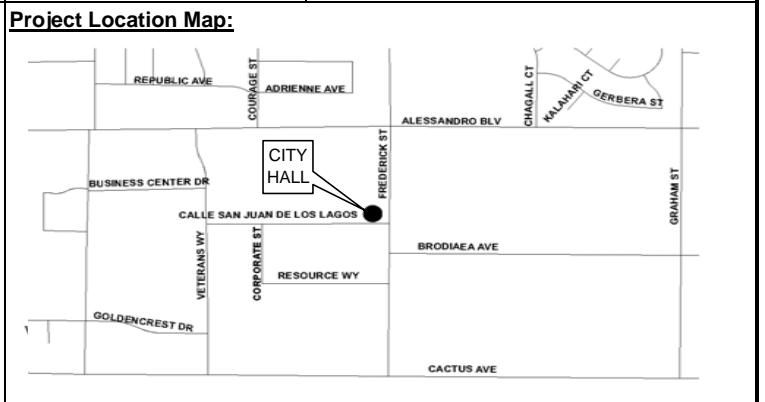 Project Location Map:
REPUBLIC AVE
COURAGE ST
ADRIENNE AVE
CHAGALL CT
KALAHARI CT
GERBERA ST
ALESSANDRO BLV
CITY
HALL
FREDERICK ST
GRAHAM ST
BUSINESS CENTER DR
CALLE SAN JUAN DE LOS LAGOS
VETERANS WY
CORPORATE ST
BRODIAEA AVE
RESOURCE WY
GOLDENCREST DR
CACTUS AVE